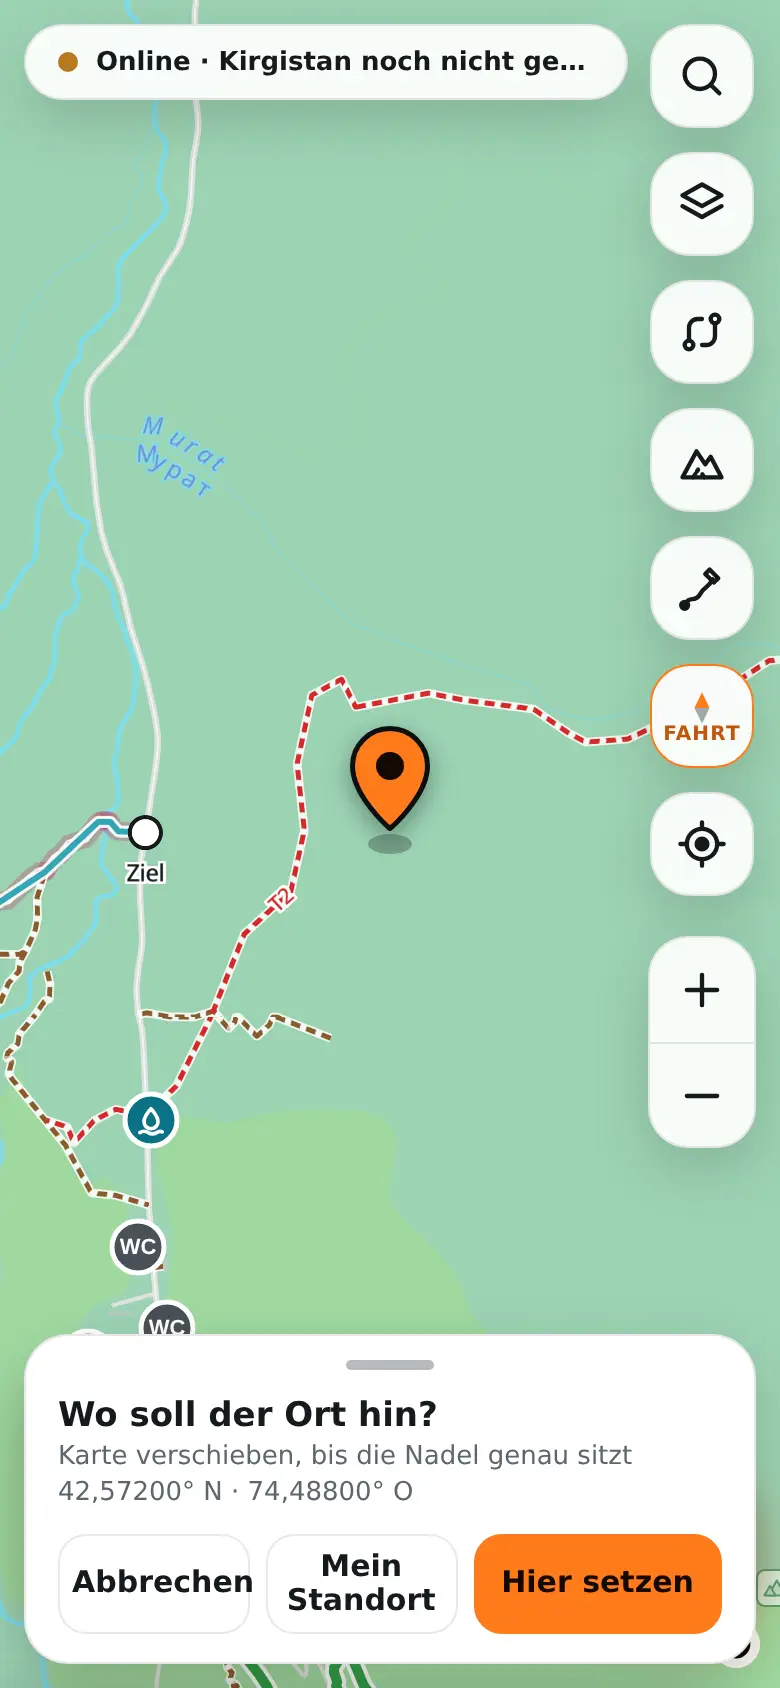 Online · Kirgistan noch nicht ge…
Murat
Мурат
FAHRT
Ziel
T2
WC
WC
Wo soll der Ort hin?
Karte verschieben, bis die Nadel genau sitzt
42,57200° N · 74,48800° O
Abbrechen
Mein
Standort
Hier setzen